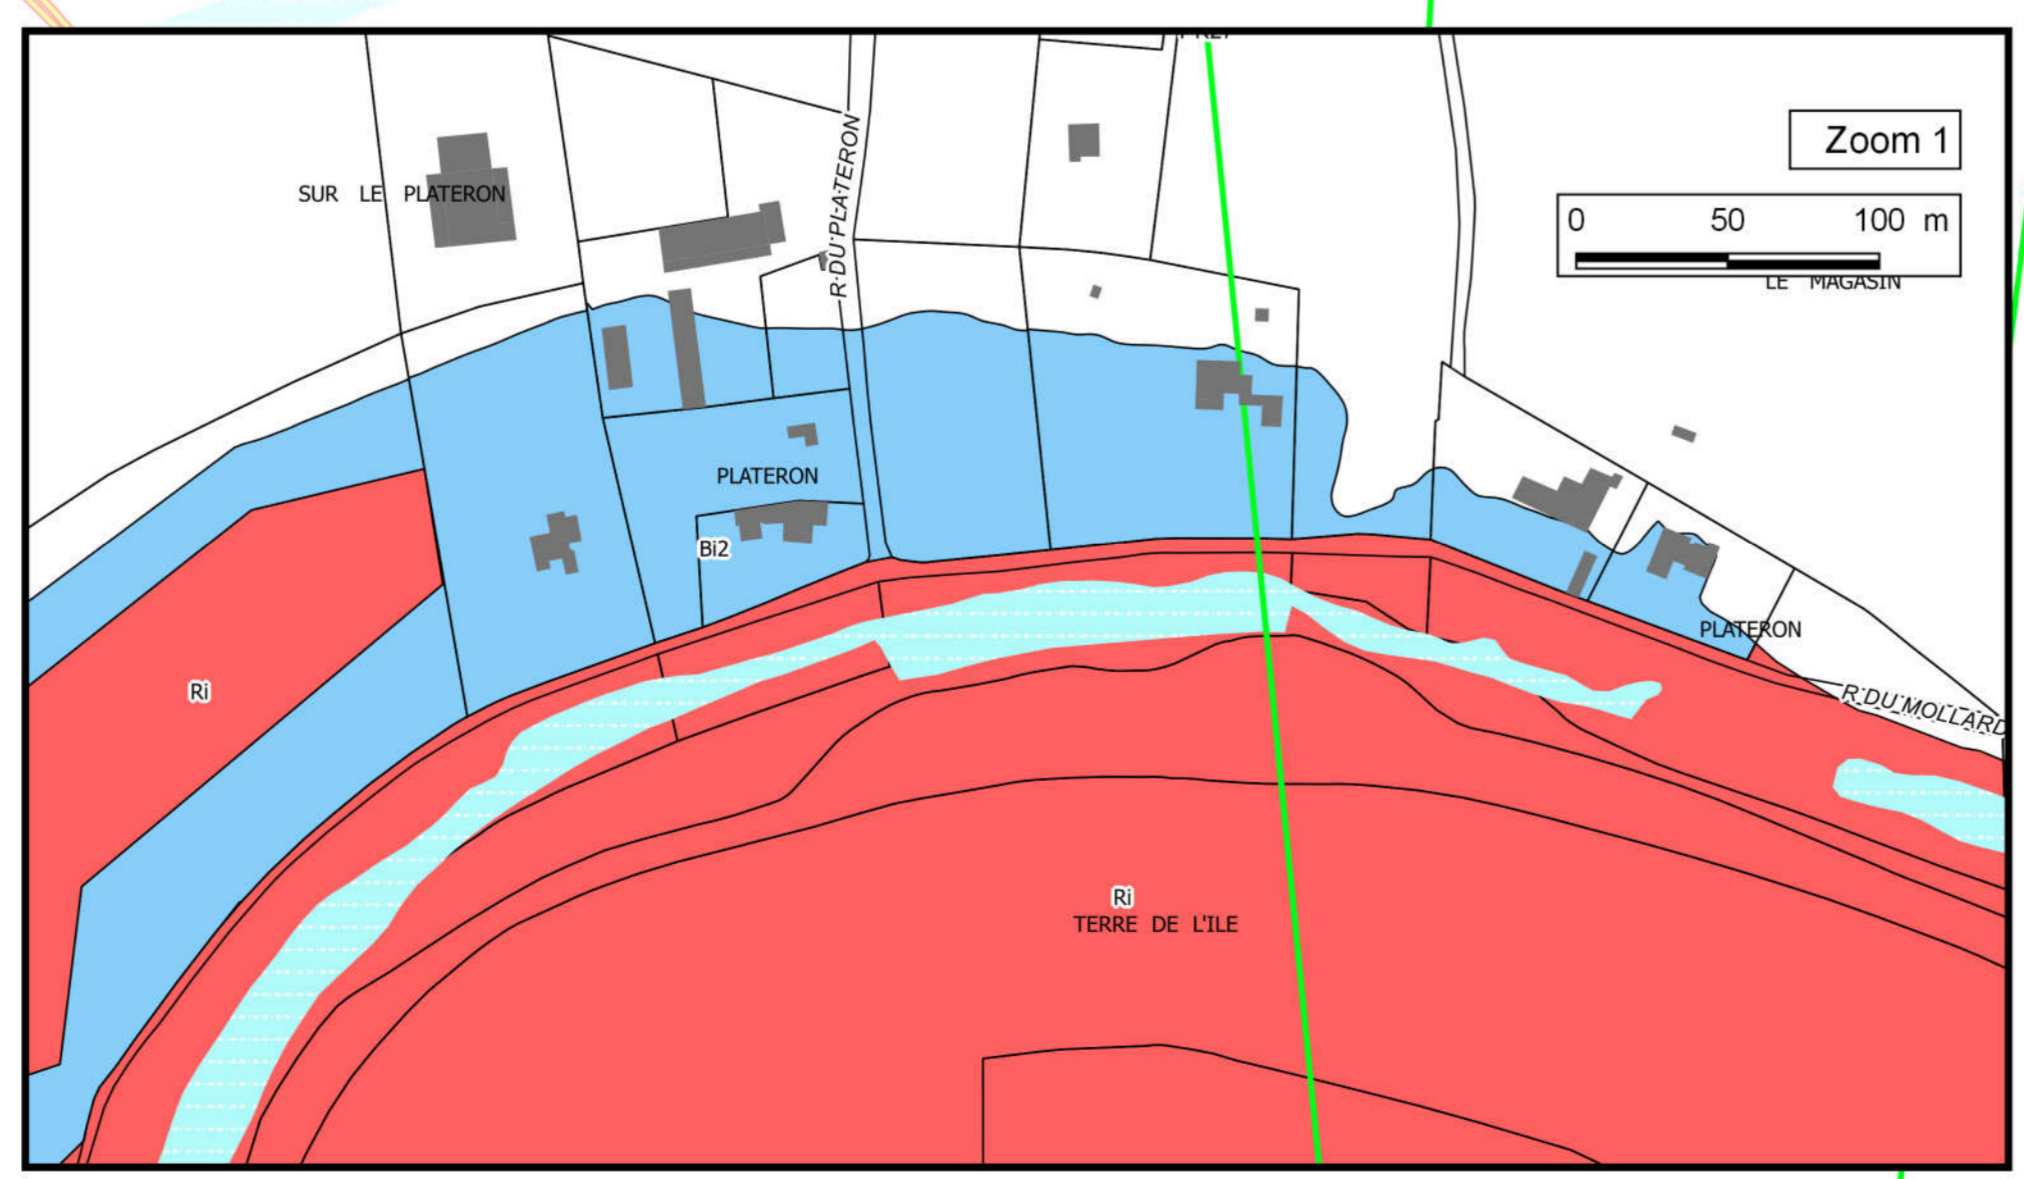 Zoom 1
SUR LE PLATERON
R DU PLATERON
0 50 100 m
LE MAGASIN
PLATERON
Bi2
PLATERON
Ri
R DU MOLLARD
Ri
TERRE DE L'ILE